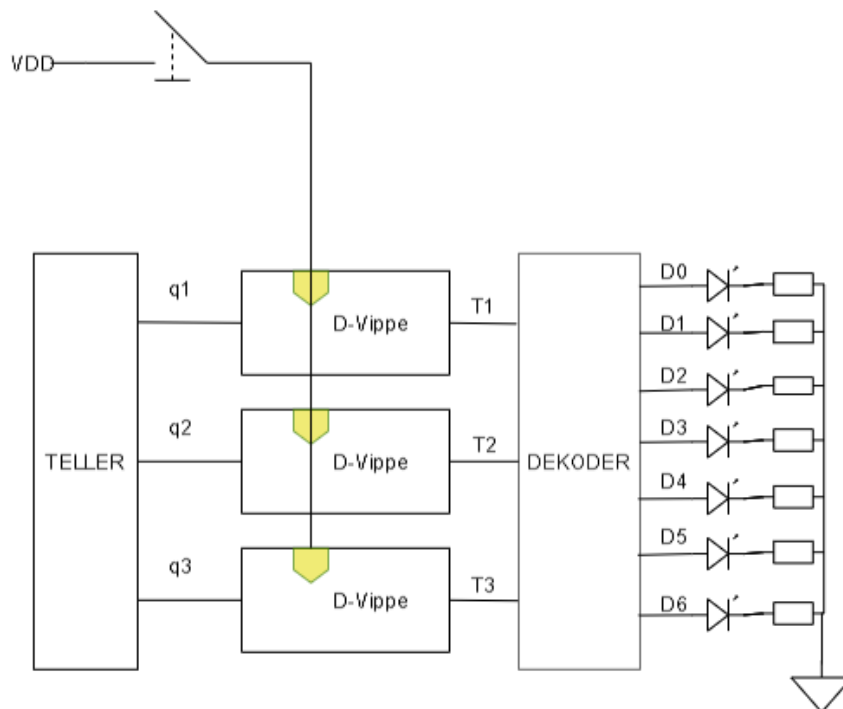 VDD
TELLER
q1
q2
q3
D-Vippe
D-Vippe
D-Vippe
T1
T2
T3
DEKODER
D0
D1
D2
D3
D4
D5
D6